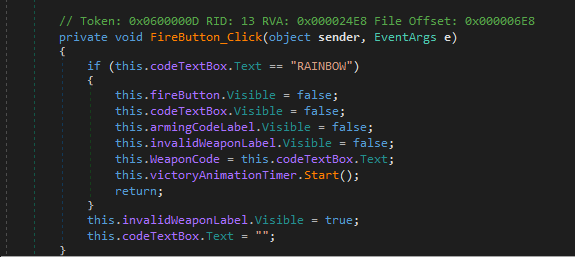 // Token: 0x0600000D RID: 13 RVA: 0x000024E8 File Offset: 0x000006E8
private void FireButton_Click(object sender, EventArgs e)
{
if (this.codeTextBox.Text == "RAINBOW")
{
this.fireButton.Visible = false;
this.codeTextBox.Visible = false;
this.armingCodeLabel.Visible = false;
this.invalidWeaponLabel.Visible = false;
this.WeaponCode = this.codeTextBox.Text;
this.victoryAnimationTimer.Start();
return;
}
this.invalidWeaponLabel.Visible = true;
this.codeTextBox.Text = "";
}